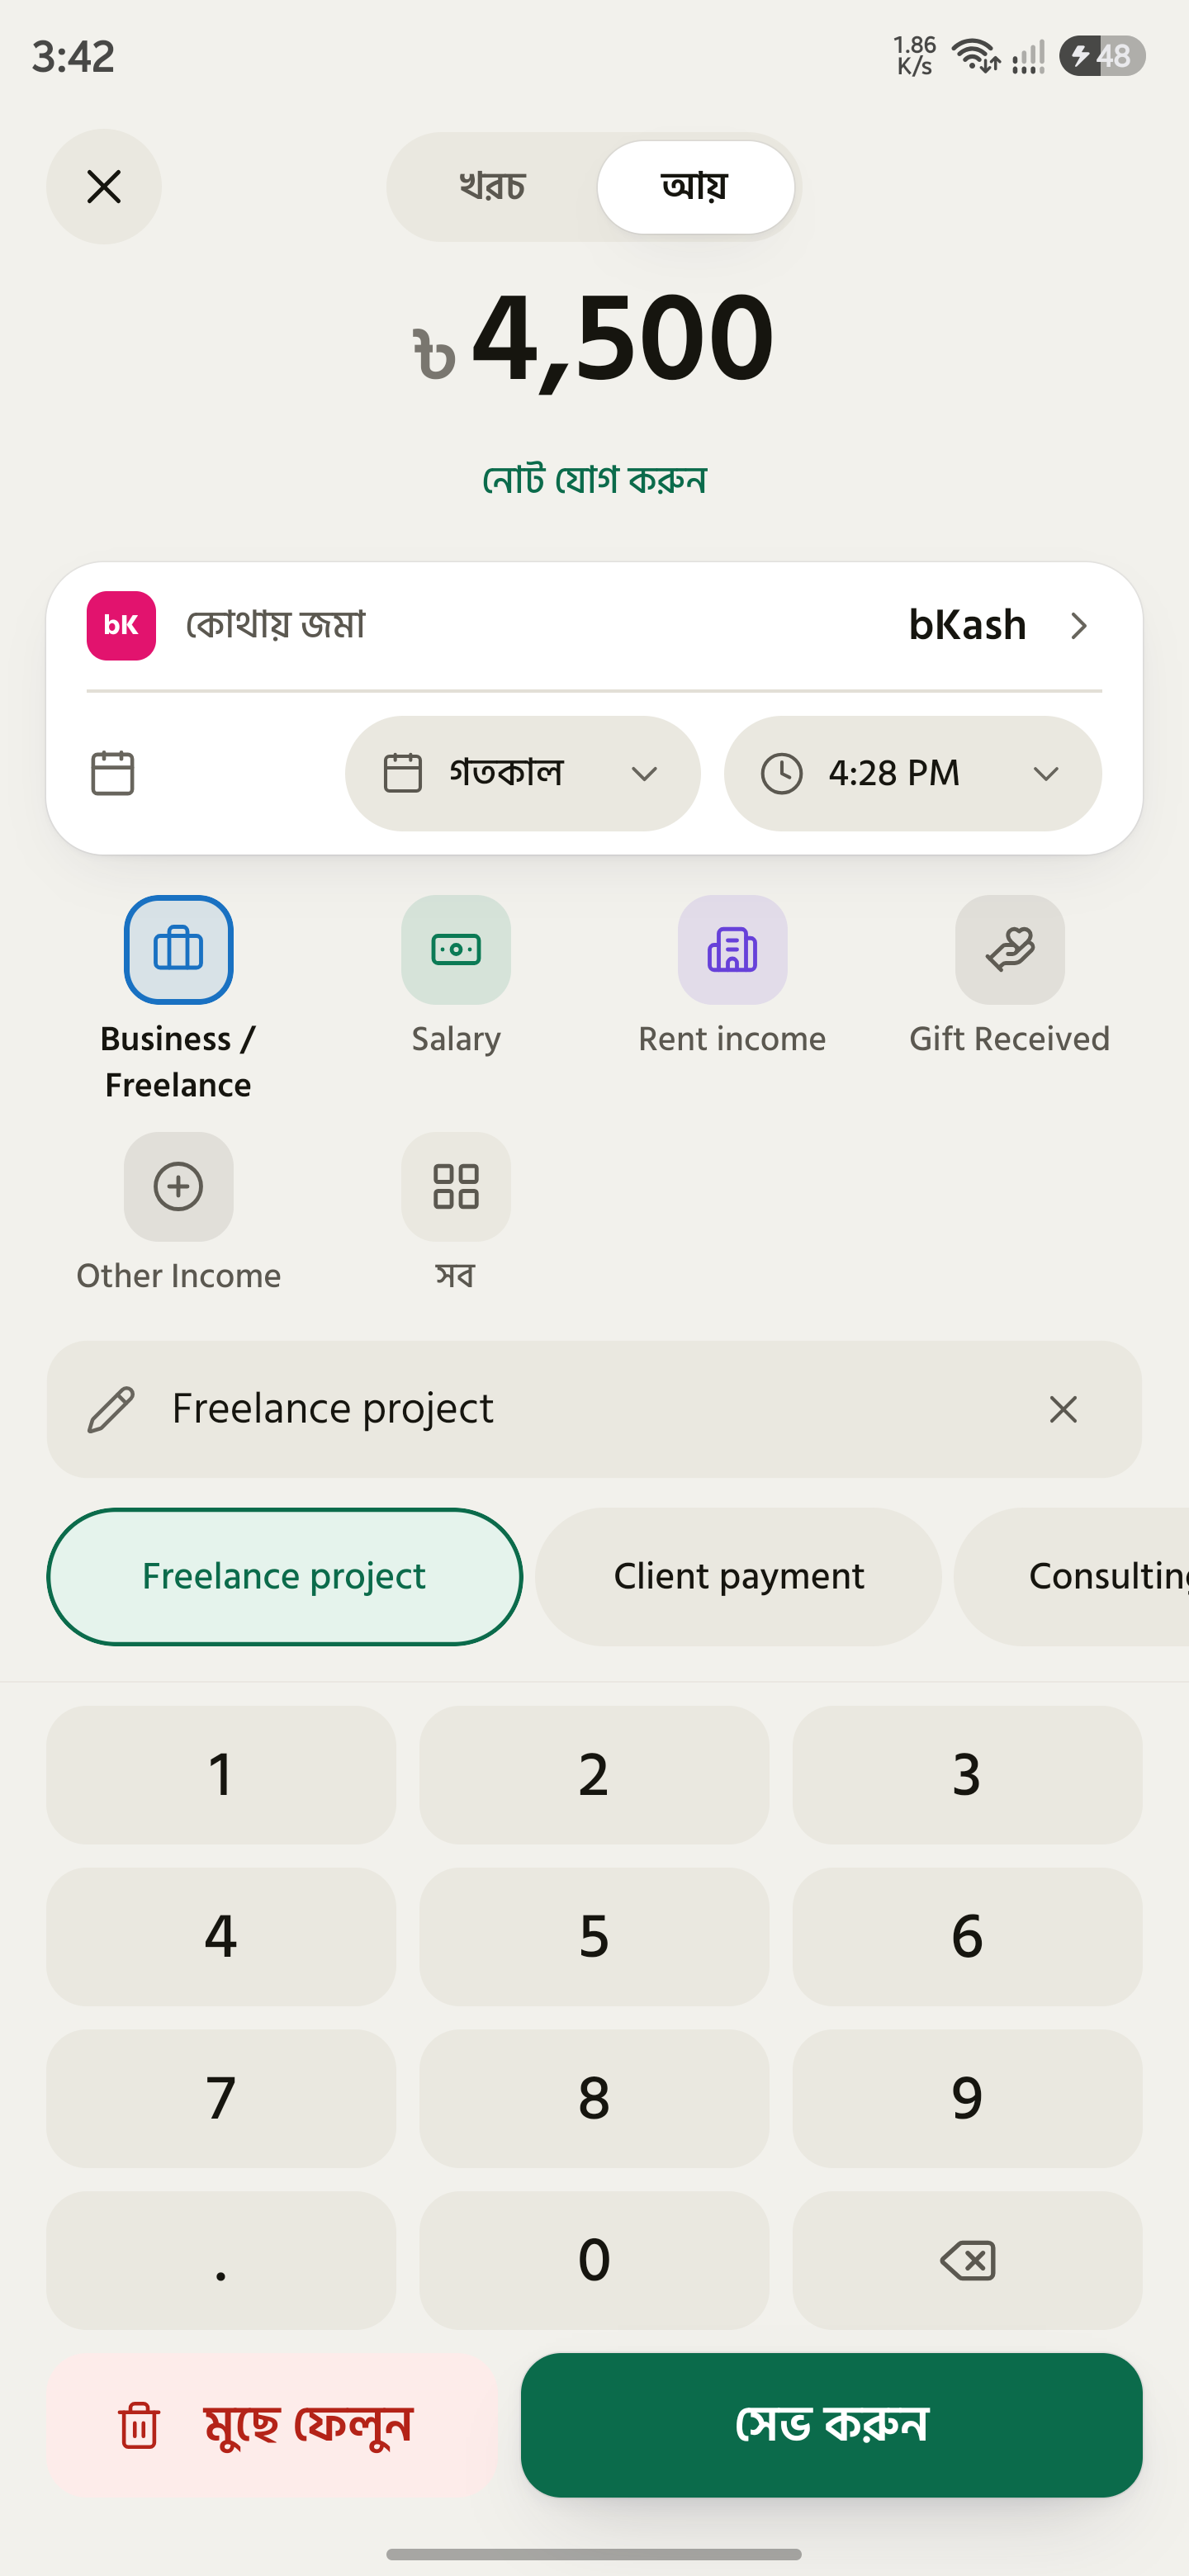 3:42
1.86
K/s
48
খরচ
আয়
৳ 4,500
নোট যোগ করুন
bK কোথায় জমা bKash
গতকাল
4:28 PM
Business /
Freelance
Salary
Rent income
Gift Received
Other Income
সব
Freelance project
Freelance project
Client payment
Consulting
1 2 3
4 5 6
7 8 9
. 0
মুছে ফেলুন
সেভ করুন